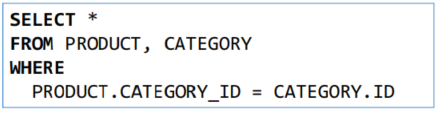 SELECT *
FROM PRODUCT, CATEGORY
WHERE
PRODUCT.CATEGORY_ID = CATEGORY.ID